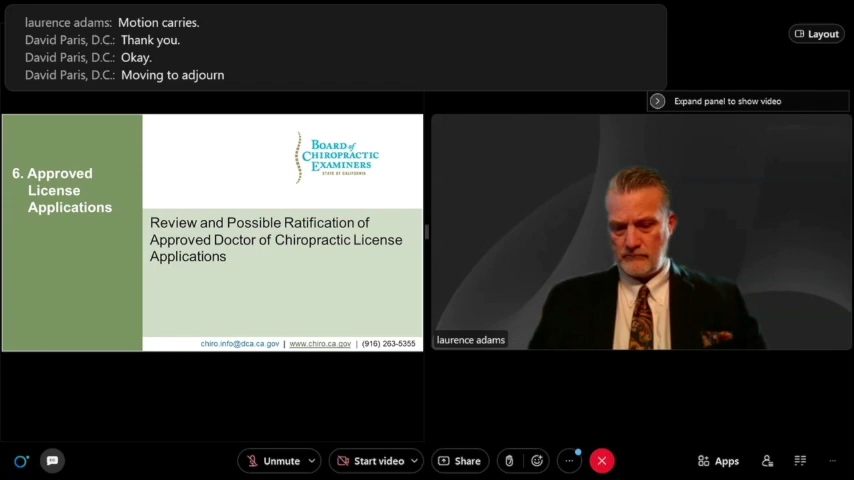 laurence adams: Motion carries.
David Paris, D.C.: Thank you.
David Paris, D.C.: Okay.
David Paris, D.C.: Moving to adjourn
Layout
Expand panel to show video
6. Approved
License
Applications
BOARD of
CHIROPRACTIC
EXAMINERS
STATE OF CALIFORNIA
Review and Possible Ratification of
Approved Doctor of Chiropractic License
Applications
chiro.info@dca.ca.gov | www.chiro.ca.gov | (916) 263-5355
laurence adams
Unmute
Start video
Share
Apps